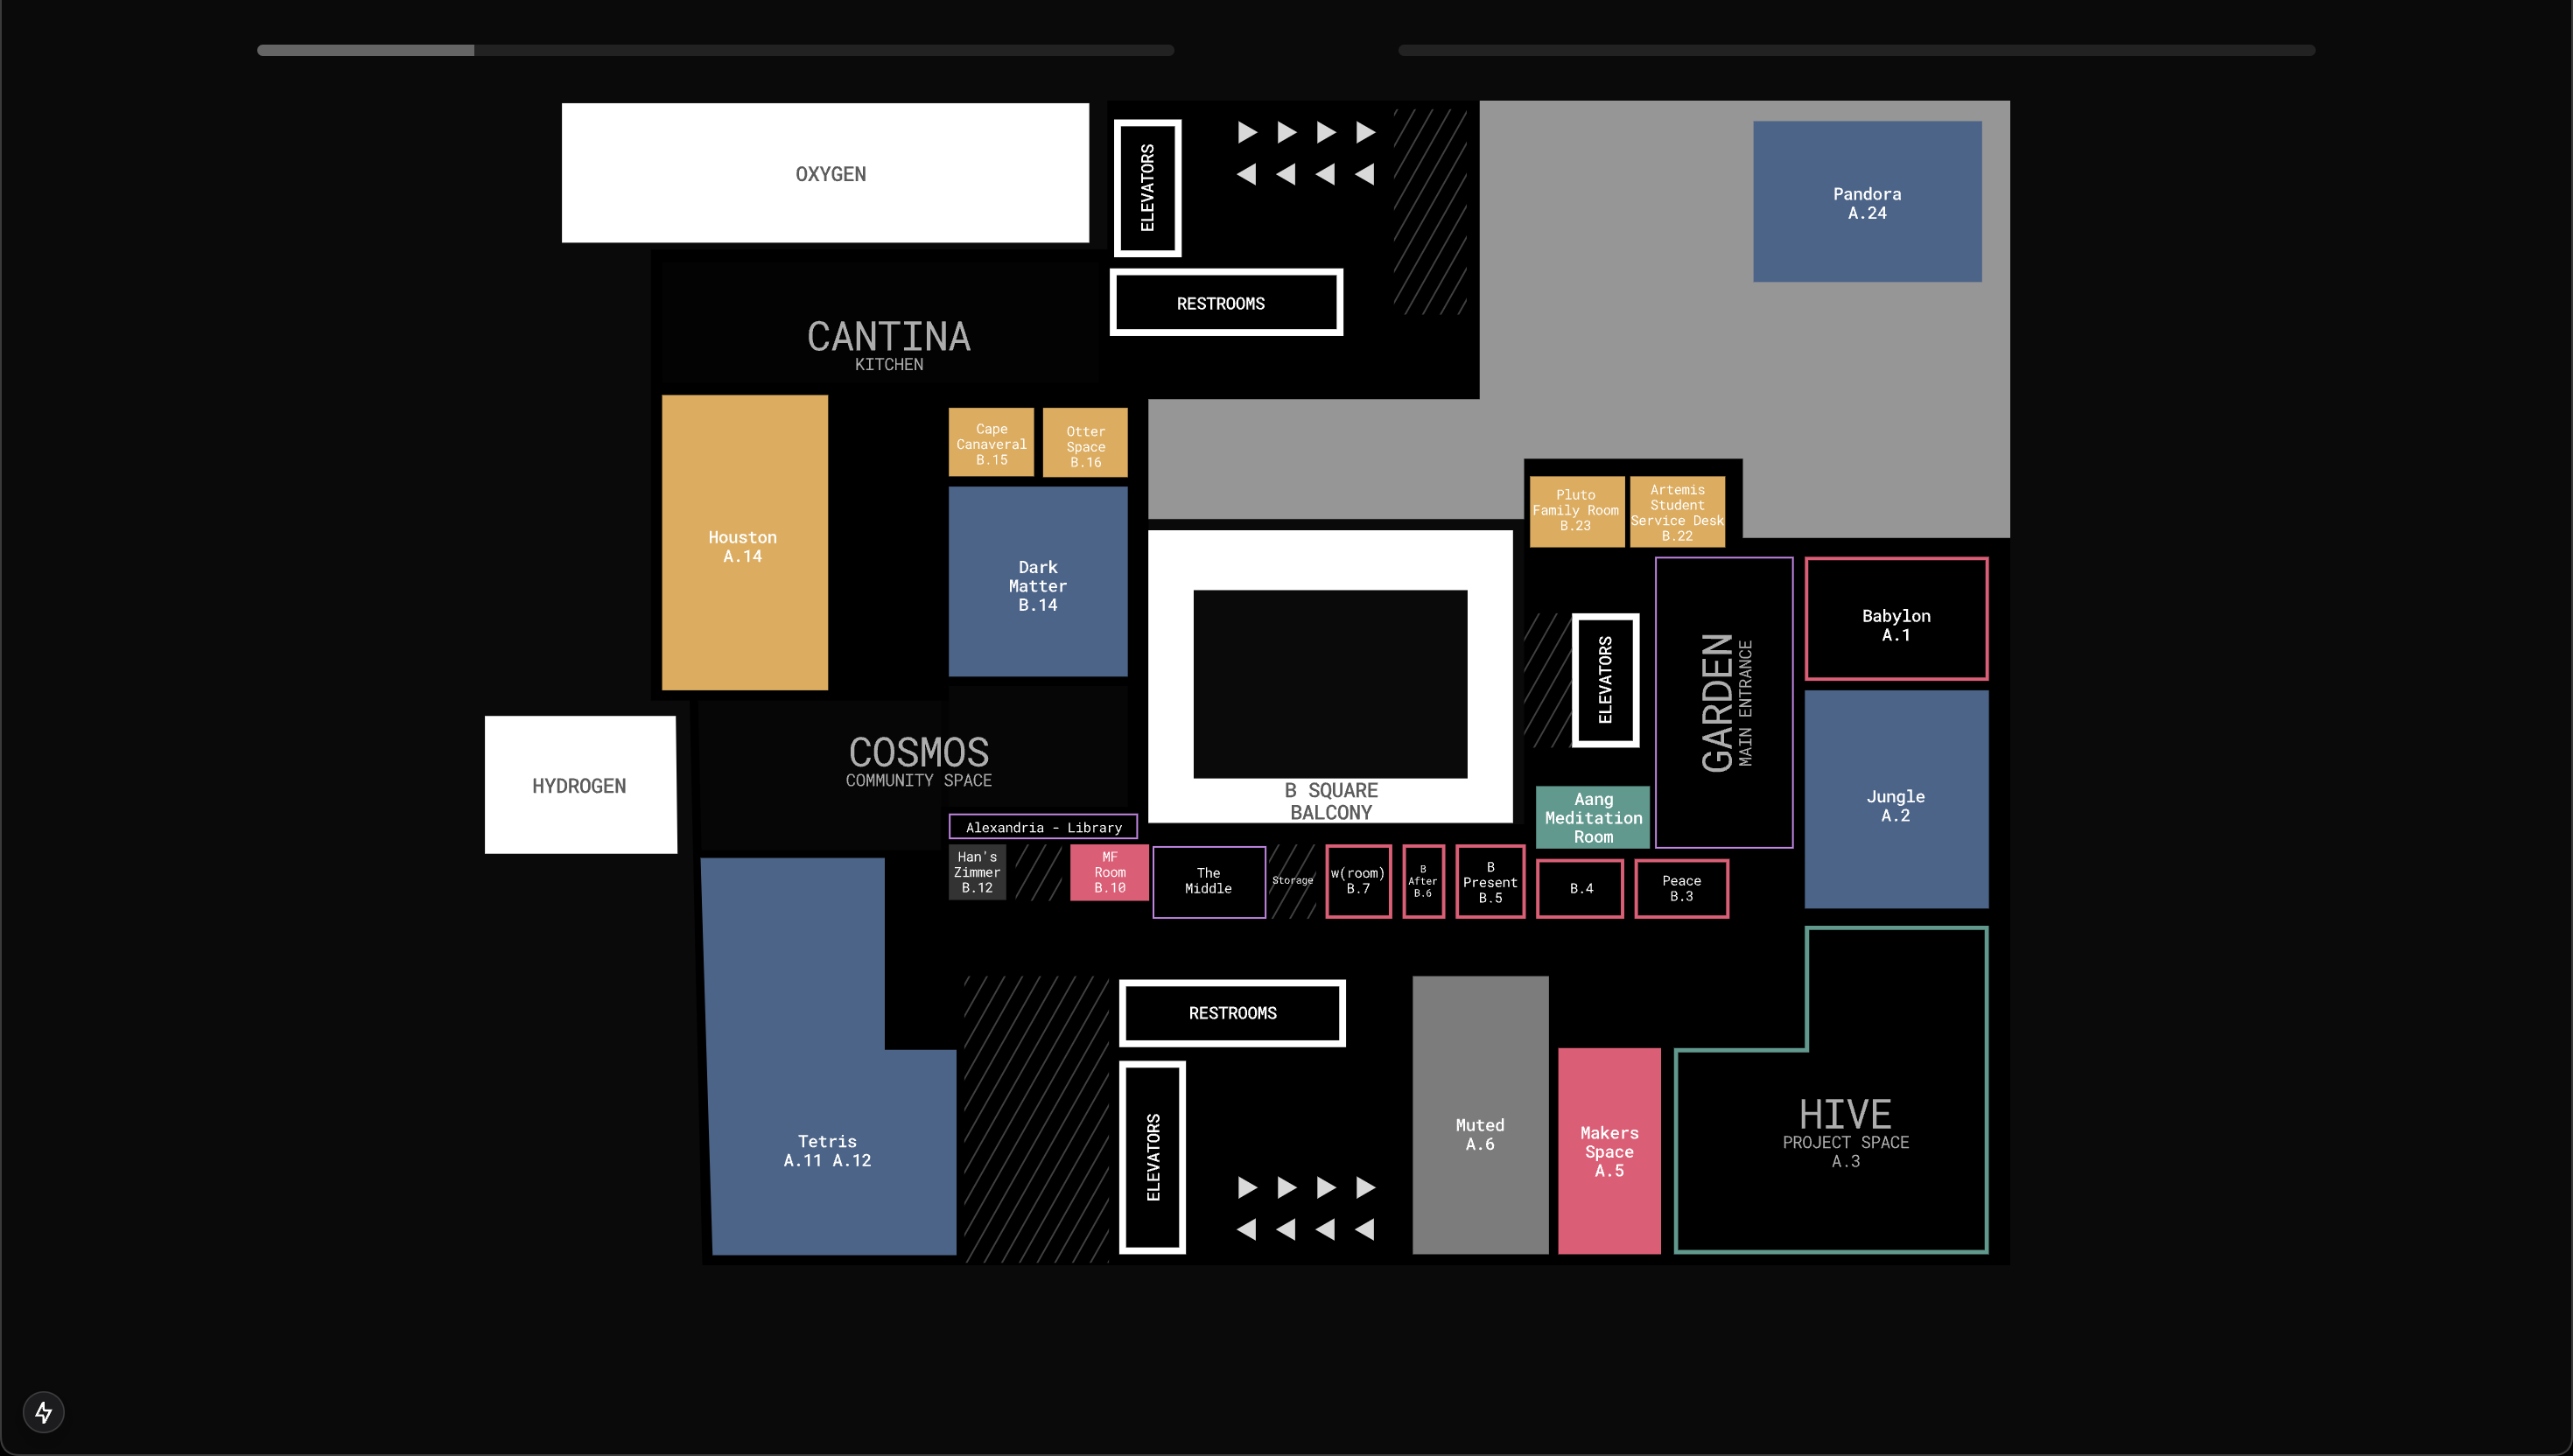 OXYGEN
ELEVATORS
RESTROOMS
Pandora
A.24
CANTINA
KITCHEN
Houston
A.14
Cape
Canaveral
B.15
Otter
Space
B.16
Dark
Matter
B.14
Pluto
Family Room
B.23
Artemis
Student
Service Desk
B.22
ELEVATORS
GARDEN
MAIN ENTRANCE
Babylon
A.1
Jungle
A.2
HYDROGEN
COSMOS
COMMUNITY SPACE
B SQUARE
BALCONY
Aang
Meditation
Room
Alexandria - Library
Han's
Zimmer
B.12
MF
Room
B.10
The
Middle
Storage
w(room)
B.7
B
After
B.6
B
Present
B.5
B.4
Peace
B.3
Tetris
A.11 A.12
RESTROOMS
ELEVATORS
Muted
A.6
Makers
Space
A.5
HIVE
PROJECT SPACE
A.3